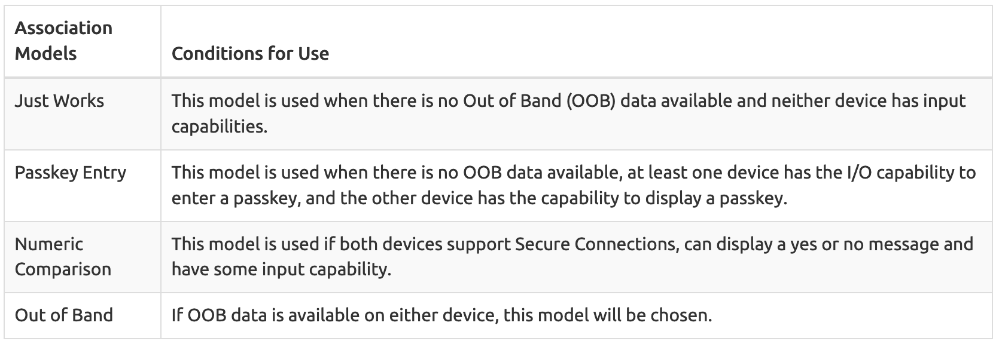 Association
Models
Conditions for Use
Just Works
This model is used when there is no Out of Band (OOB) data available and neither device has input
capabilities.
Passkey Entry
This model is used when there is no OOB data available, at least one device has the I/O capability to
enter a passkey, and the other device has the capability to display a passkey.
Numeric
Comparison
This model is used if both devices support Secure Connections, can display a yes or no message and
have some input capability.
Out of Band
If OOB data is available on either device, this model will be chosen.